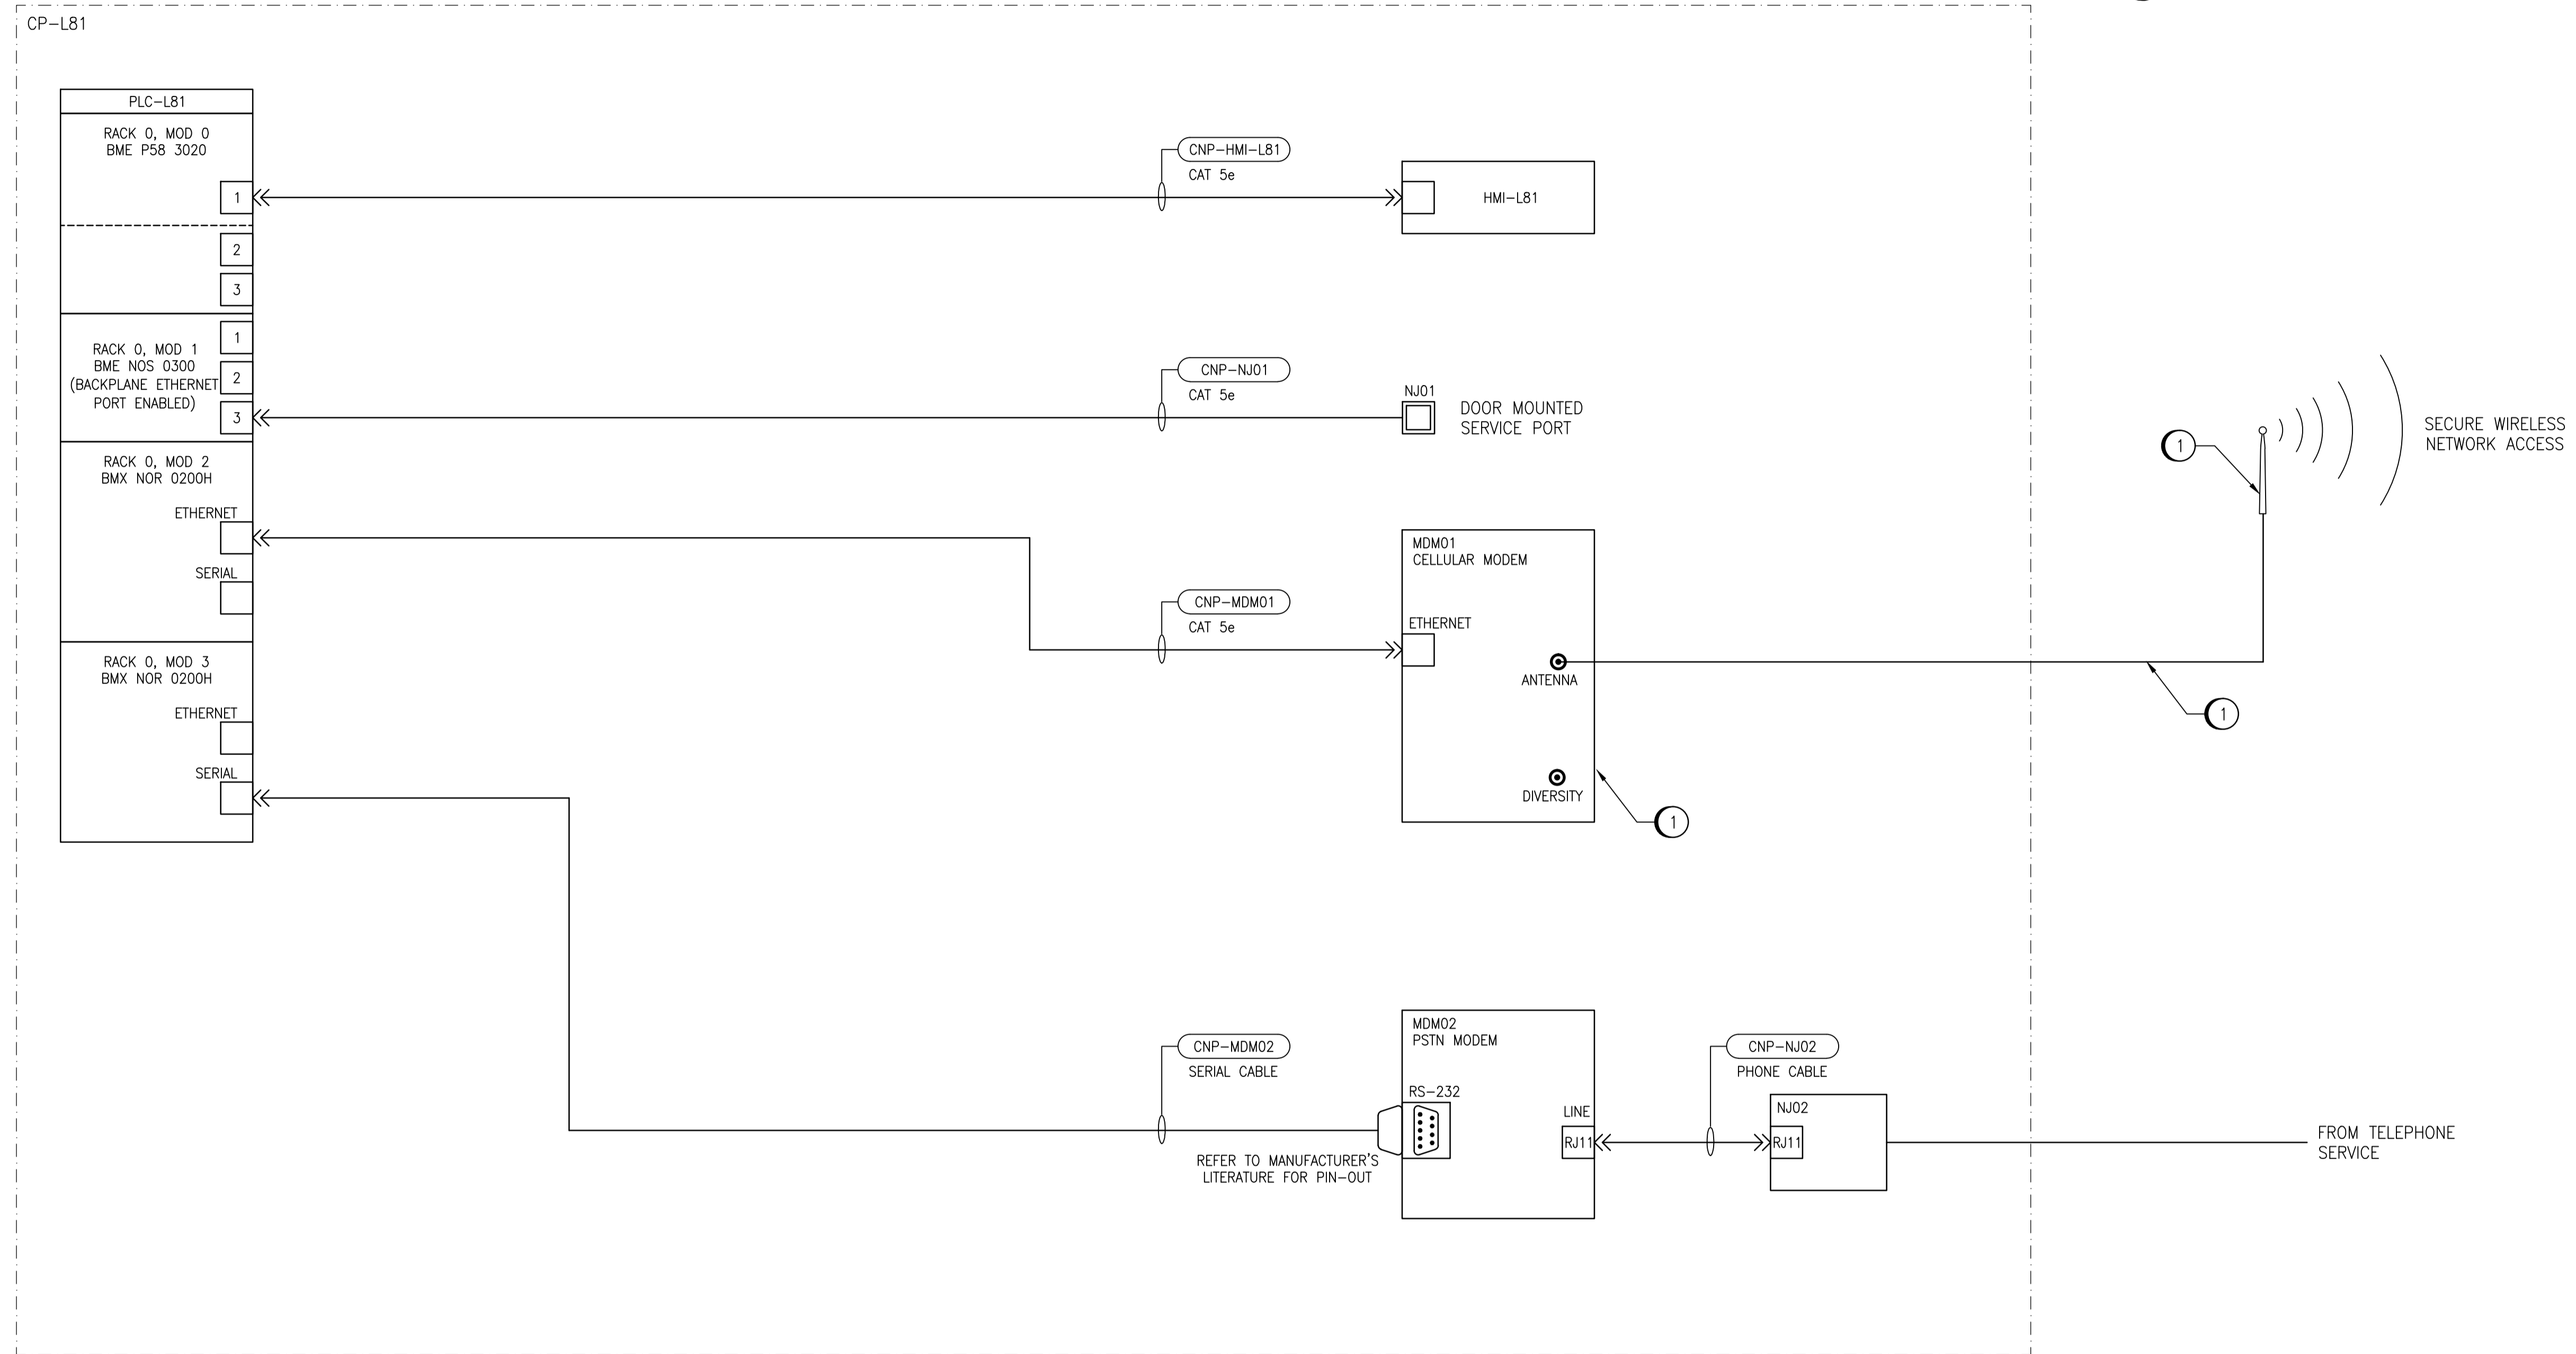 CP-L81
PLC-L81
RACK 0, MOD 0
BME P58 3020
1
2
3
RACK 0, MOD 1
BME NOS 0300
(BACKPLANE ETHERNET
PORT ENABLED)
1
2
3
RACK 0, MOD 2
BMX NOR 0200H
ETHERNET
SERIAL
RACK 0, MOD 3
BMX NOR 0200H
ETHERNET
SERIAL
CNP-HMI-L81
CAT 5e
HMI-L81
CNP-NJ01
CAT 5e
NJ01
DOOR MOUNTED
SERVICE PORT
CNP-MDM01
CAT 5e
MDM01
CELLULAR MODEM
ETHERNET
ANTENNA
DIVERSITY
1
1
1
SECURE WIRELESS
NETWORK ACCESS
CNP-MDM02
SERIAL CABLE
REFER TO MANUFACTURER'S
LITERATURE FOR PIN-OUT
MDM02
PSTN MODEM
RS-232
LINE
RJ11
CNP-NJ02
PHONE CABLE
NJ02
RJ11
FROM TELEPHONE
SERVICE